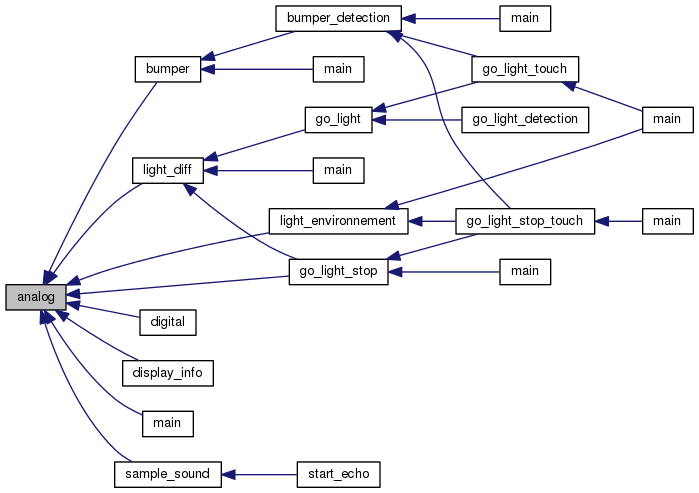 bumper_detection
main
bumper
main
go_light_touch
go_light
go_light_detection
main
light_diff
main
light_environnement
go_light_stop_touch
main
go_light_stop
main
analog
digital
display_info
main
sample_sound
start_echo